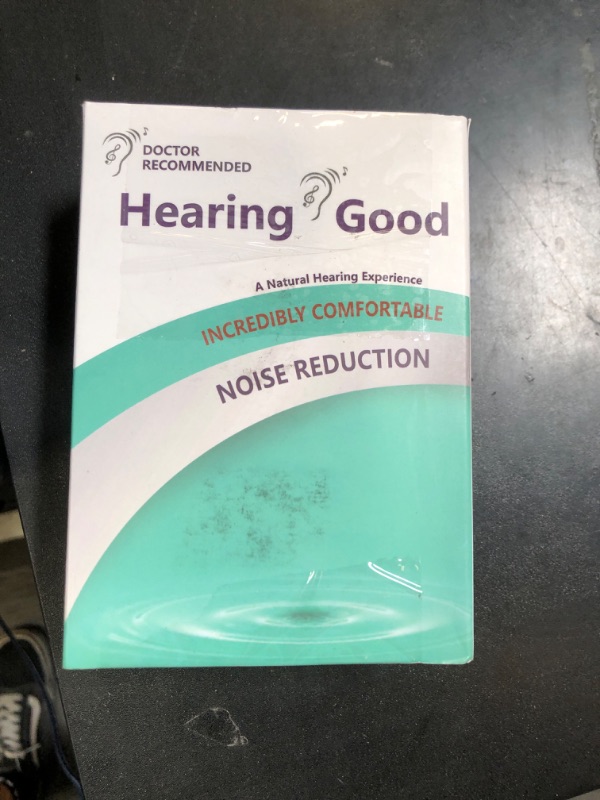 DOCTOR
RECOMMENDED
Hearing Good
A Natural Hearing Experience
INCREDIBLY COMFORTABLE
NOISE REDUCTION